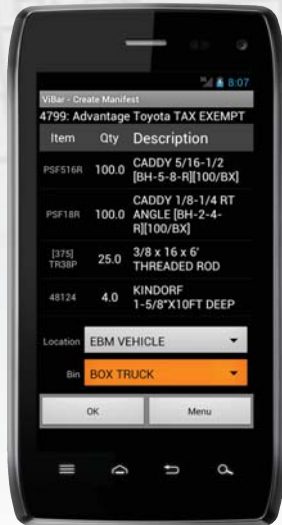 8:07
ViBar - Create Manifest
4799: Advantage Toyota TAX EXEMPT
Item Qty Description
PSF516R 100.0 CADDY 5/16-1/2
[BH-5-8-R][100/BX]
PSF18R 100.0 CADDY 1/8-1/4 RT
ANGLE [BH-2-4-
R][100/BX]
[375]
TR38P 25.0 3/8 x 16 x 6'
THREADED ROD
48124 4.0 KINDORF
1-5/8"X10FT DEEP
Location EBM VEHICLE
Bin BOX TRUCK
OK Menu